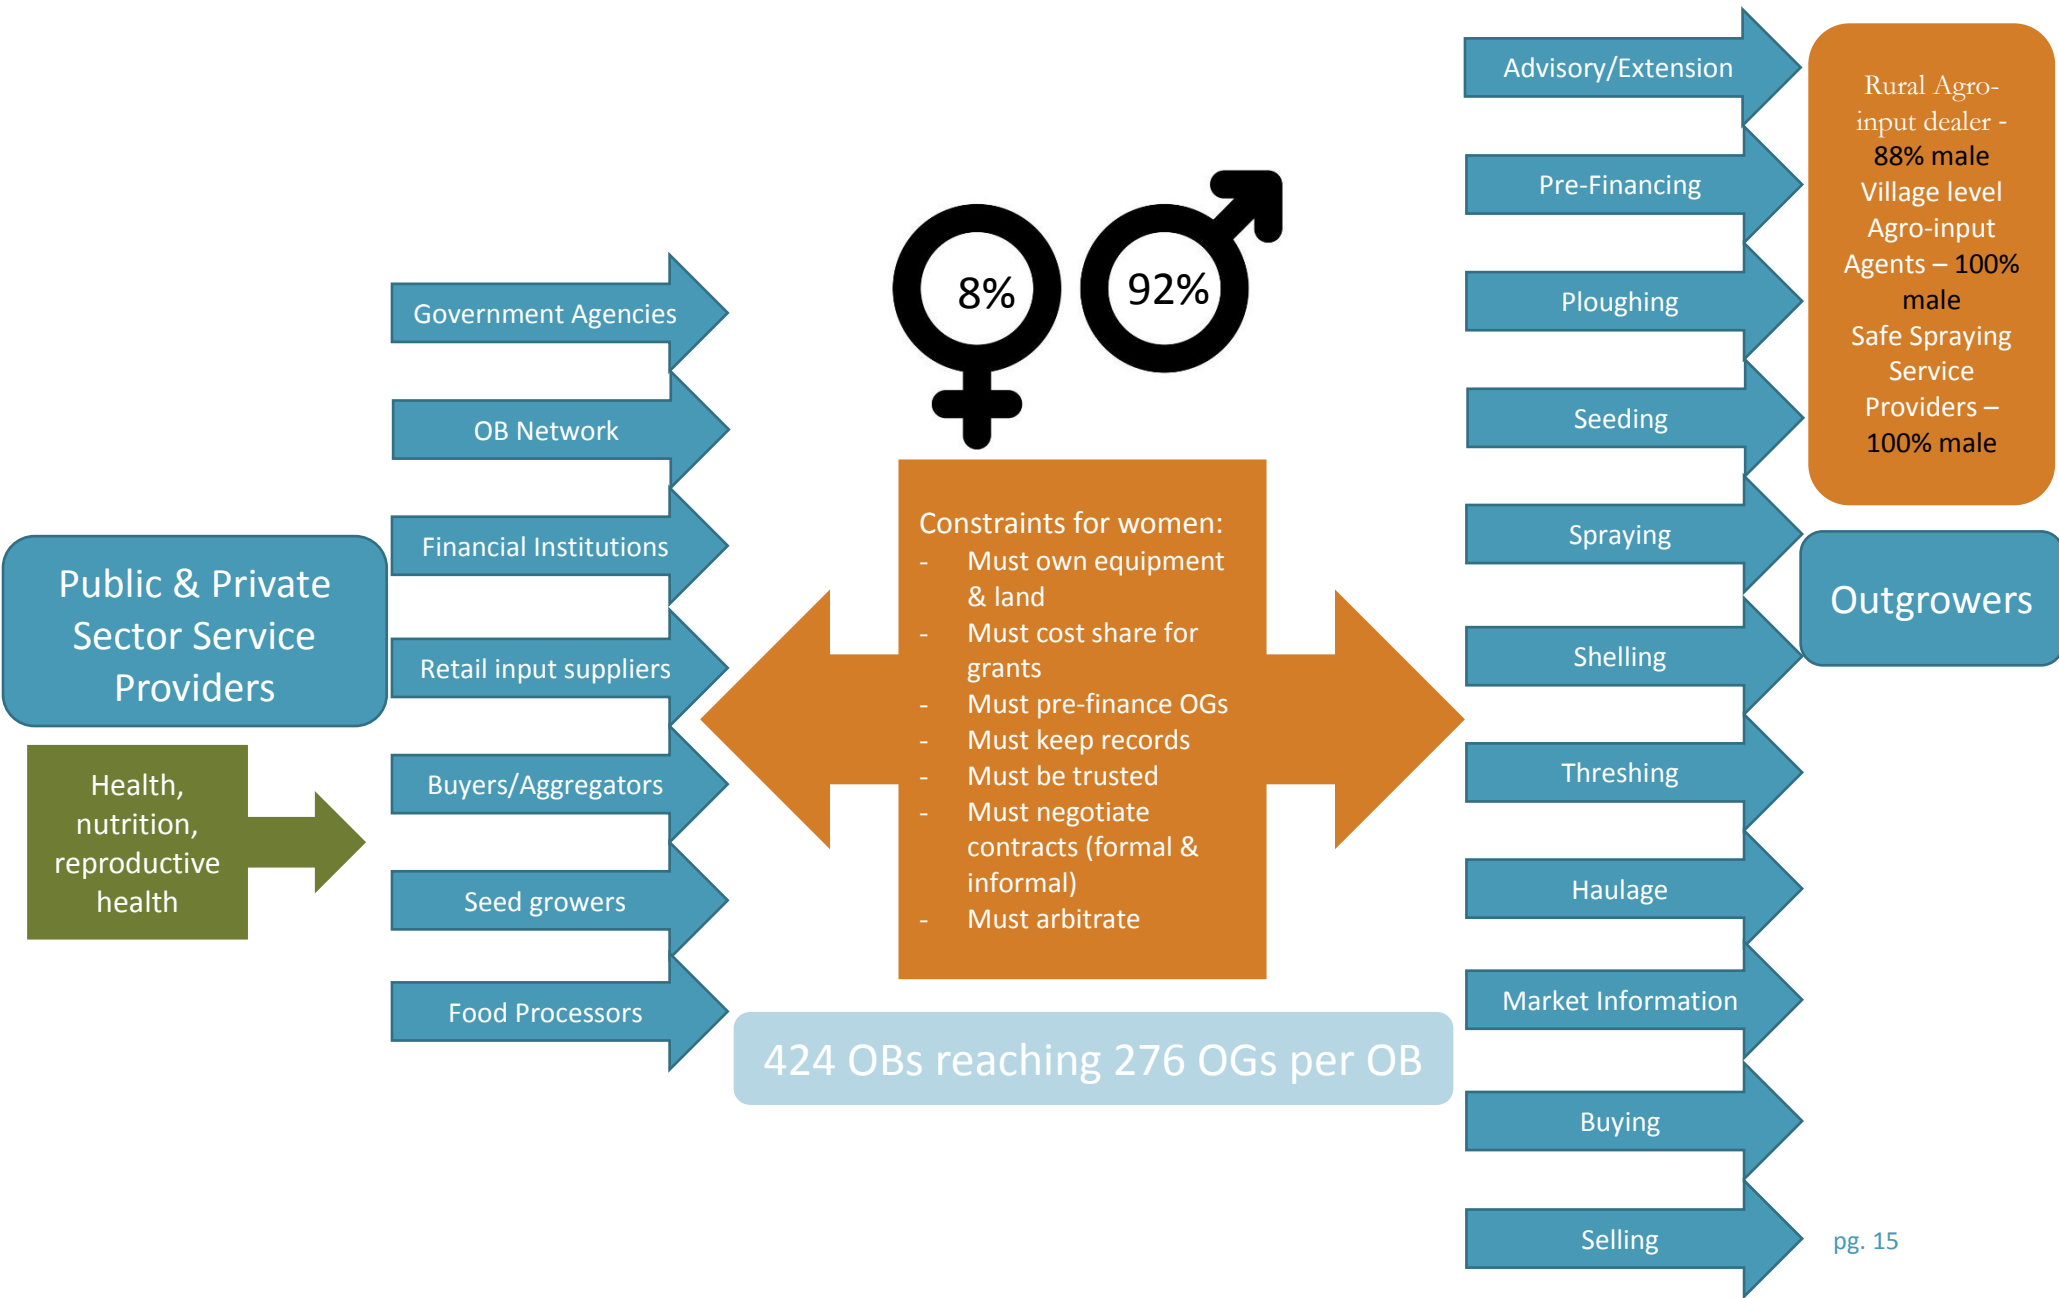 Public & Private
Sector Service
Providers
Health,
nutrition,
reproductive
health
Government Agencies
OB Network
Financial Institutions
Retail input suppliers
Buyers/Aggregators
Seed growers
Food Processors
8%
92%
Constraints for women:
- Must own equipment
& land
- Must cost share for
grants
- Must pre-finance OGs
- Must keep records
- Must be trusted
- Must negotiate
contracts (formal &
informal)
- Must arbitrate
424 OBs reaching 276 OGs per OB
Advisory/Extension
Pre-Financing
Ploughing
Seeding
Spraying
Shelling
Threshing
Haulage
Market Information
Buying
Selling
Rural Agro-
input dealer -
88% male
Village level
Agro-input
Agents – 100%
male
Safe Spraying
Service
Providers –
100% male
Outgrowers
pg. 15